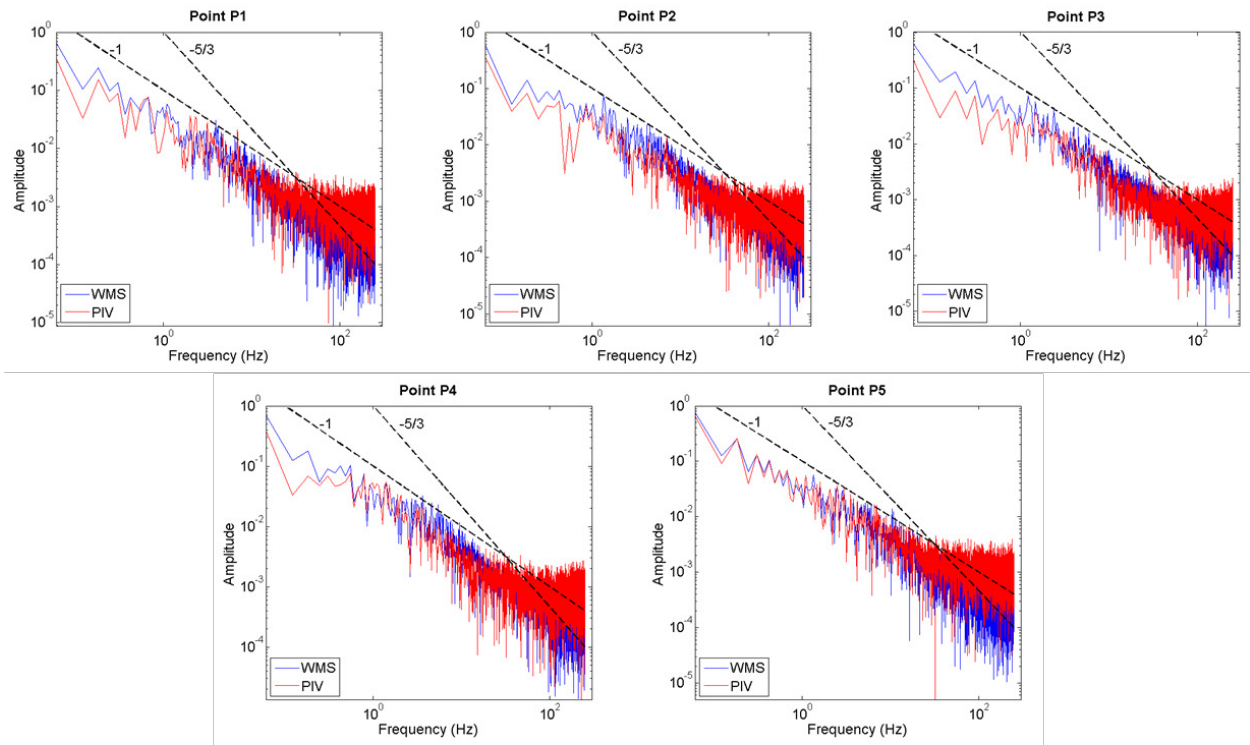 Point P1
Amplitude
10^0
10^-1
10^-2
10^-3
10^-4
10^-5
-1
-5/3
WMS
PIV
10^0
10^2
Frequency (Hz)
Point P2
Amplitude
10^0
10^-1
10^-2
10^-3
10^-4
10^-5
-1
-5/3
WMS
PIV
10^0
10^2
Frequency (Hz)
Point P3
Amplitude
10^0
10^-1
10^-2
10^-3
10^-4
10^-5
-1
-5/3
WMS
PIV
10^0
10^2
Frequency (Hz)
Point P4
Amplitude
10^0
10^-1
10^-2
10^-3
10^-4
-1
-5/3
WMS
PIV
10^0
10^2
Frequency (Hz)
Point P5
Amplitude
10^0
10^-1
10^-2
10^-3
10^-4
10^-5
-1
-5/3
WMS
PIV
10^0
10^2
Frequency (Hz)